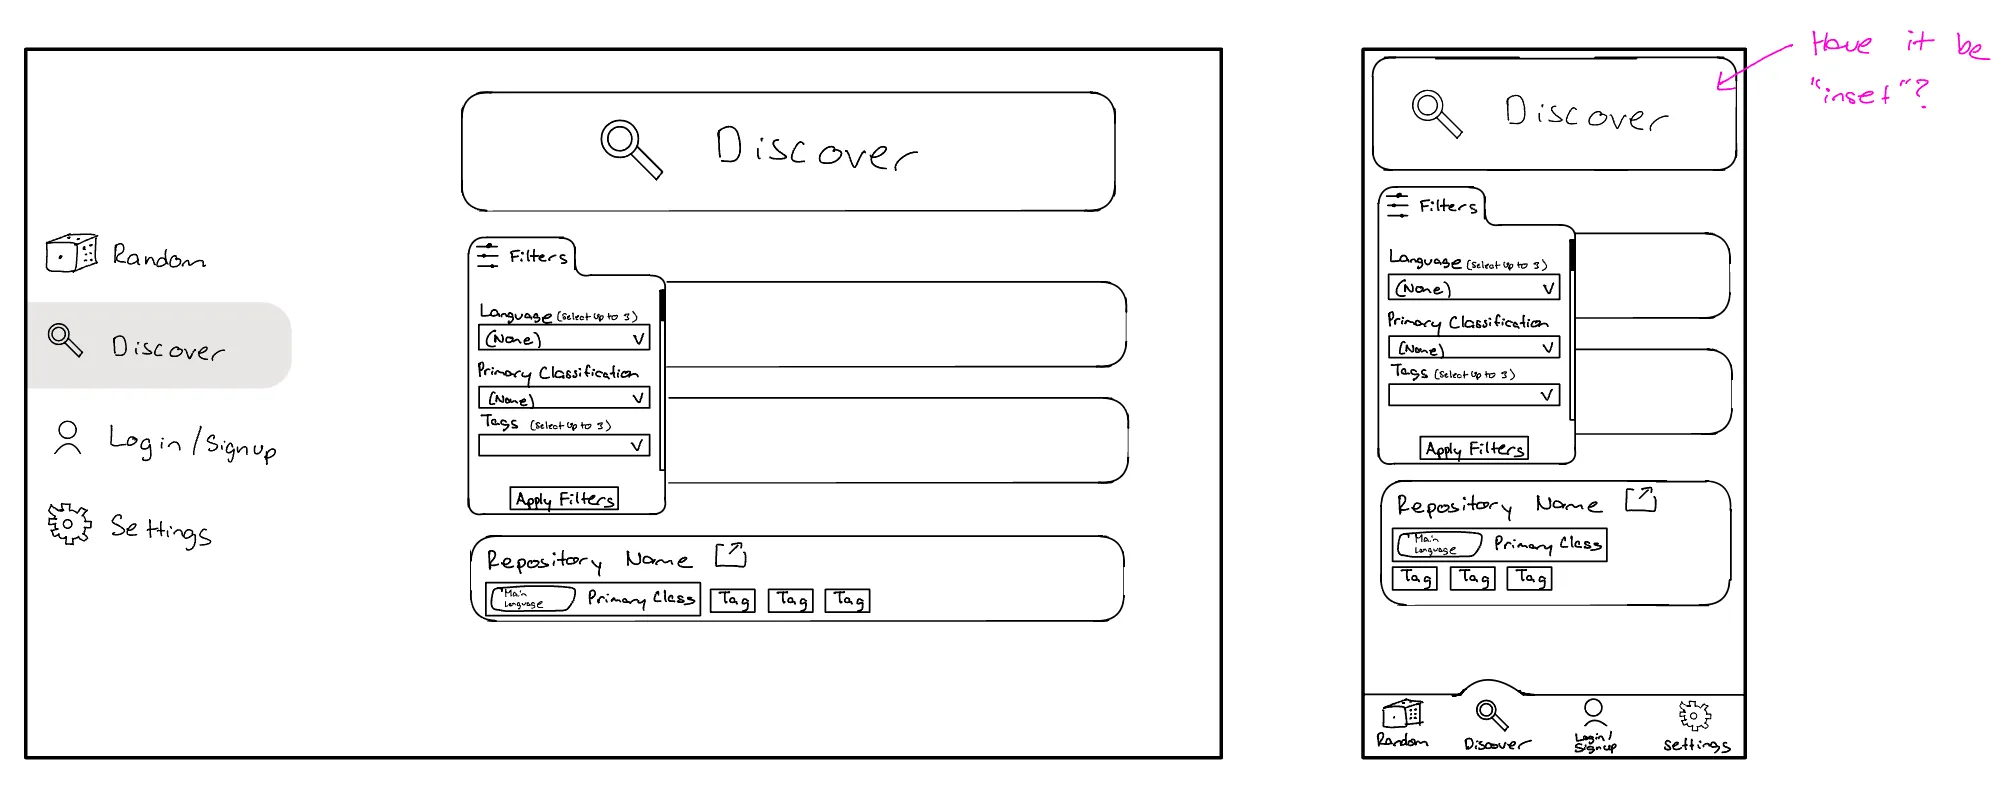 Random
Discover
Login/Signup
Settings
Discover
Filters
Language (Select up to 3)
(None) V
Primary Classification
(None) V
Tags (Select up to 3)
V
Apply Filters
Repository Name
Main
Language
Primary Class Tag Tag Tag
Discover
Filters
Language (Select up to 3)
(None) V
Primary Classification
(None) V
Tags (Select up to 3)
V
Apply Filters
Repository Name
Main
Language
Primary Class
Tag Tag Tag
Random
Discover
Login/
Signup
Settings
Have it be
"inset"?